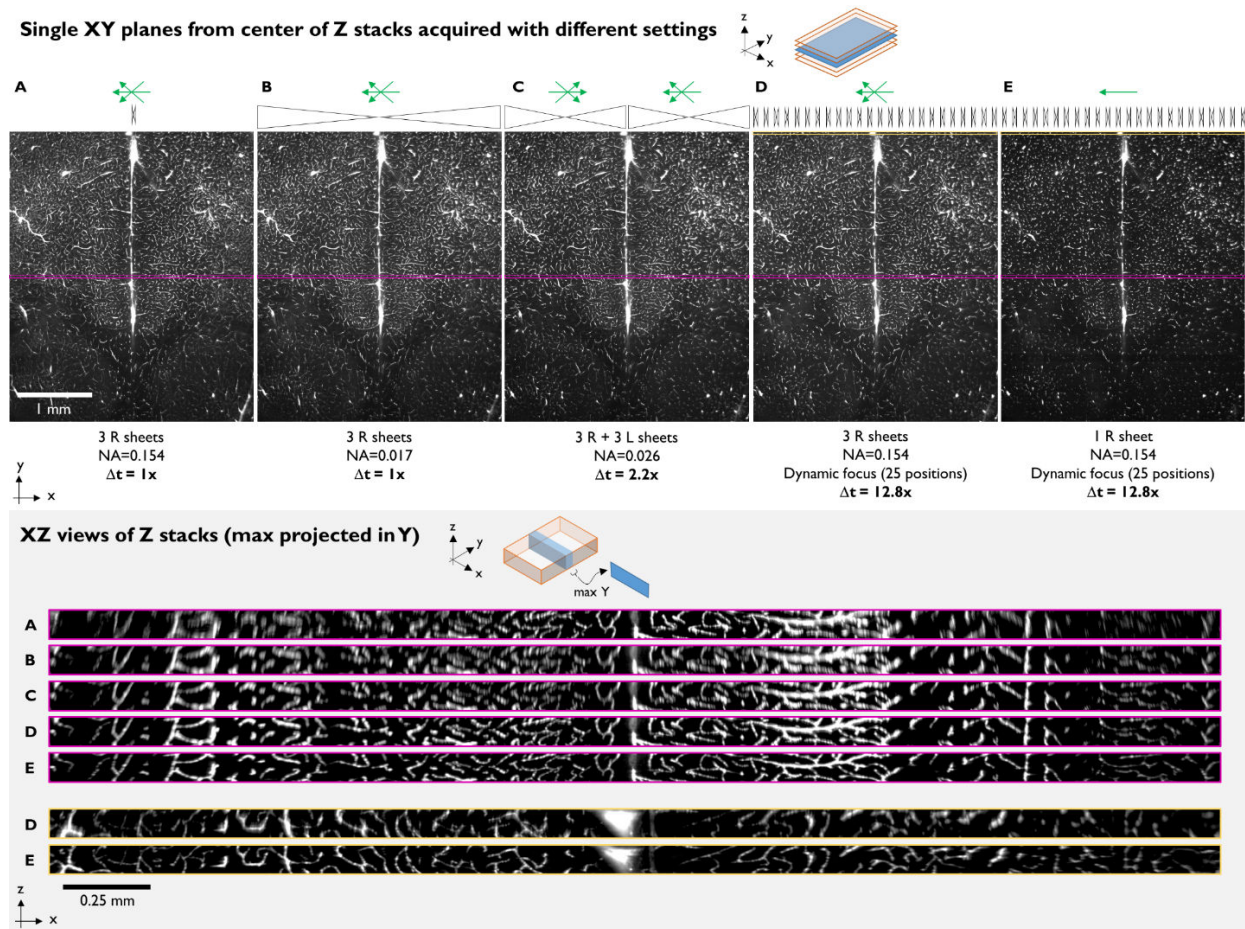 Single XY planes from center of Z stacks acquired with different settings
z
y
x
A
B
C
D
E
1 mm
3 R sheets
NA=0.154
Δt = 1x
3 R sheets
NA=0.017
Δt = 1x
3 R + 3 L sheets
NA=0.026
Δt = 2.2x
3 R sheets
NA=0.154
Dynamic focus (25 positions)
Δt = 12.8x
1 R sheet
NA=0.154
Dynamic focus (25 positions)
Δt = 12.8x
y
x
XZ views of Z stacks (max projected in Y)
z
y
x
max Y
A
B
C
D
E
D
E
0.25 mm
z
x